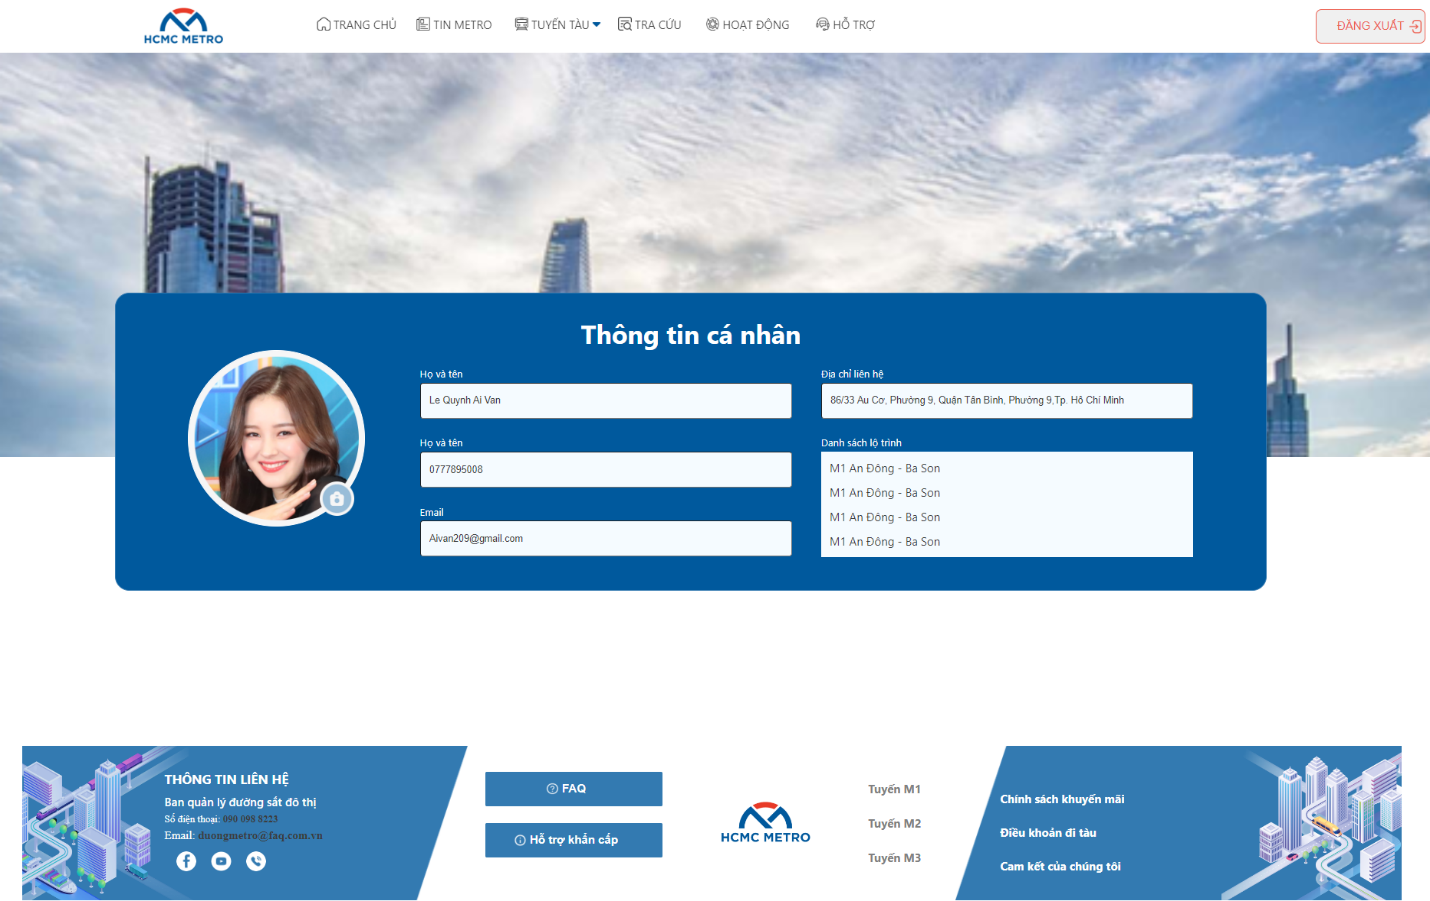 HCMC METRO
TRANG CHỦ
TIN METRO
TUYẾN TÀU
TRA CỨU
HOẠT ĐỘNG
HỖ TRỢ
ĐĂNG XUẤT
Thông tin cá nhân
Họ và tên
Le Quynh Ai Van
Họ và tên
0777895008
Email
Aivan209@gmail.com
Địa chỉ liên hệ
86/33 Au Cơ, Phường 9, Quận Tân Bình, Phường 9,Tp. Hồ Chí Minh
Danh sách lộ trình
M1 An Đông - Ba Son
M1 An Đông - Ba Son
M1 An Đông - Ba Son
M1 An Đông - Ba Son
THÔNG TIN LIÊN HỆ
Ban quản lý đường sắt đô thị
Số điện thoại: 090 098 8223
Email: duongmetro@faq.com.vn
FAQ
Hỗ trợ khẩn cấp
HCMC METRO
Tuyến M1
Tuyến M2
Tuyến M3
Chính sách khuyến mãi
Điều khoản đi tàu
Cam kết của chúng tôi